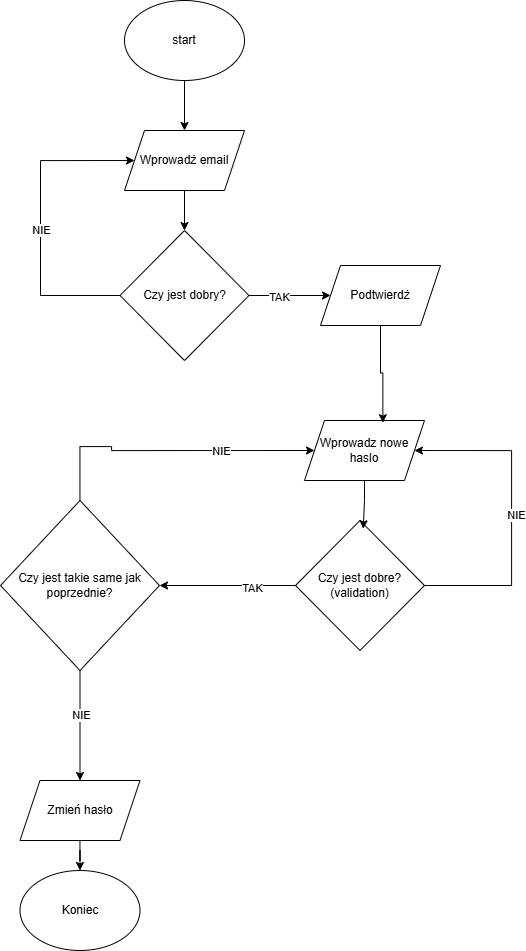 start
Wprowadź email
NIE
Czy jest dobry?
TAK
Podtwierdź
Wprowadz nowe
haslo
NIE
NIE
Czy jest takie same jak
poprzednie?
TAK
Czy jest dobre?
(validation)
NIE
Zmień hasło
Koniec